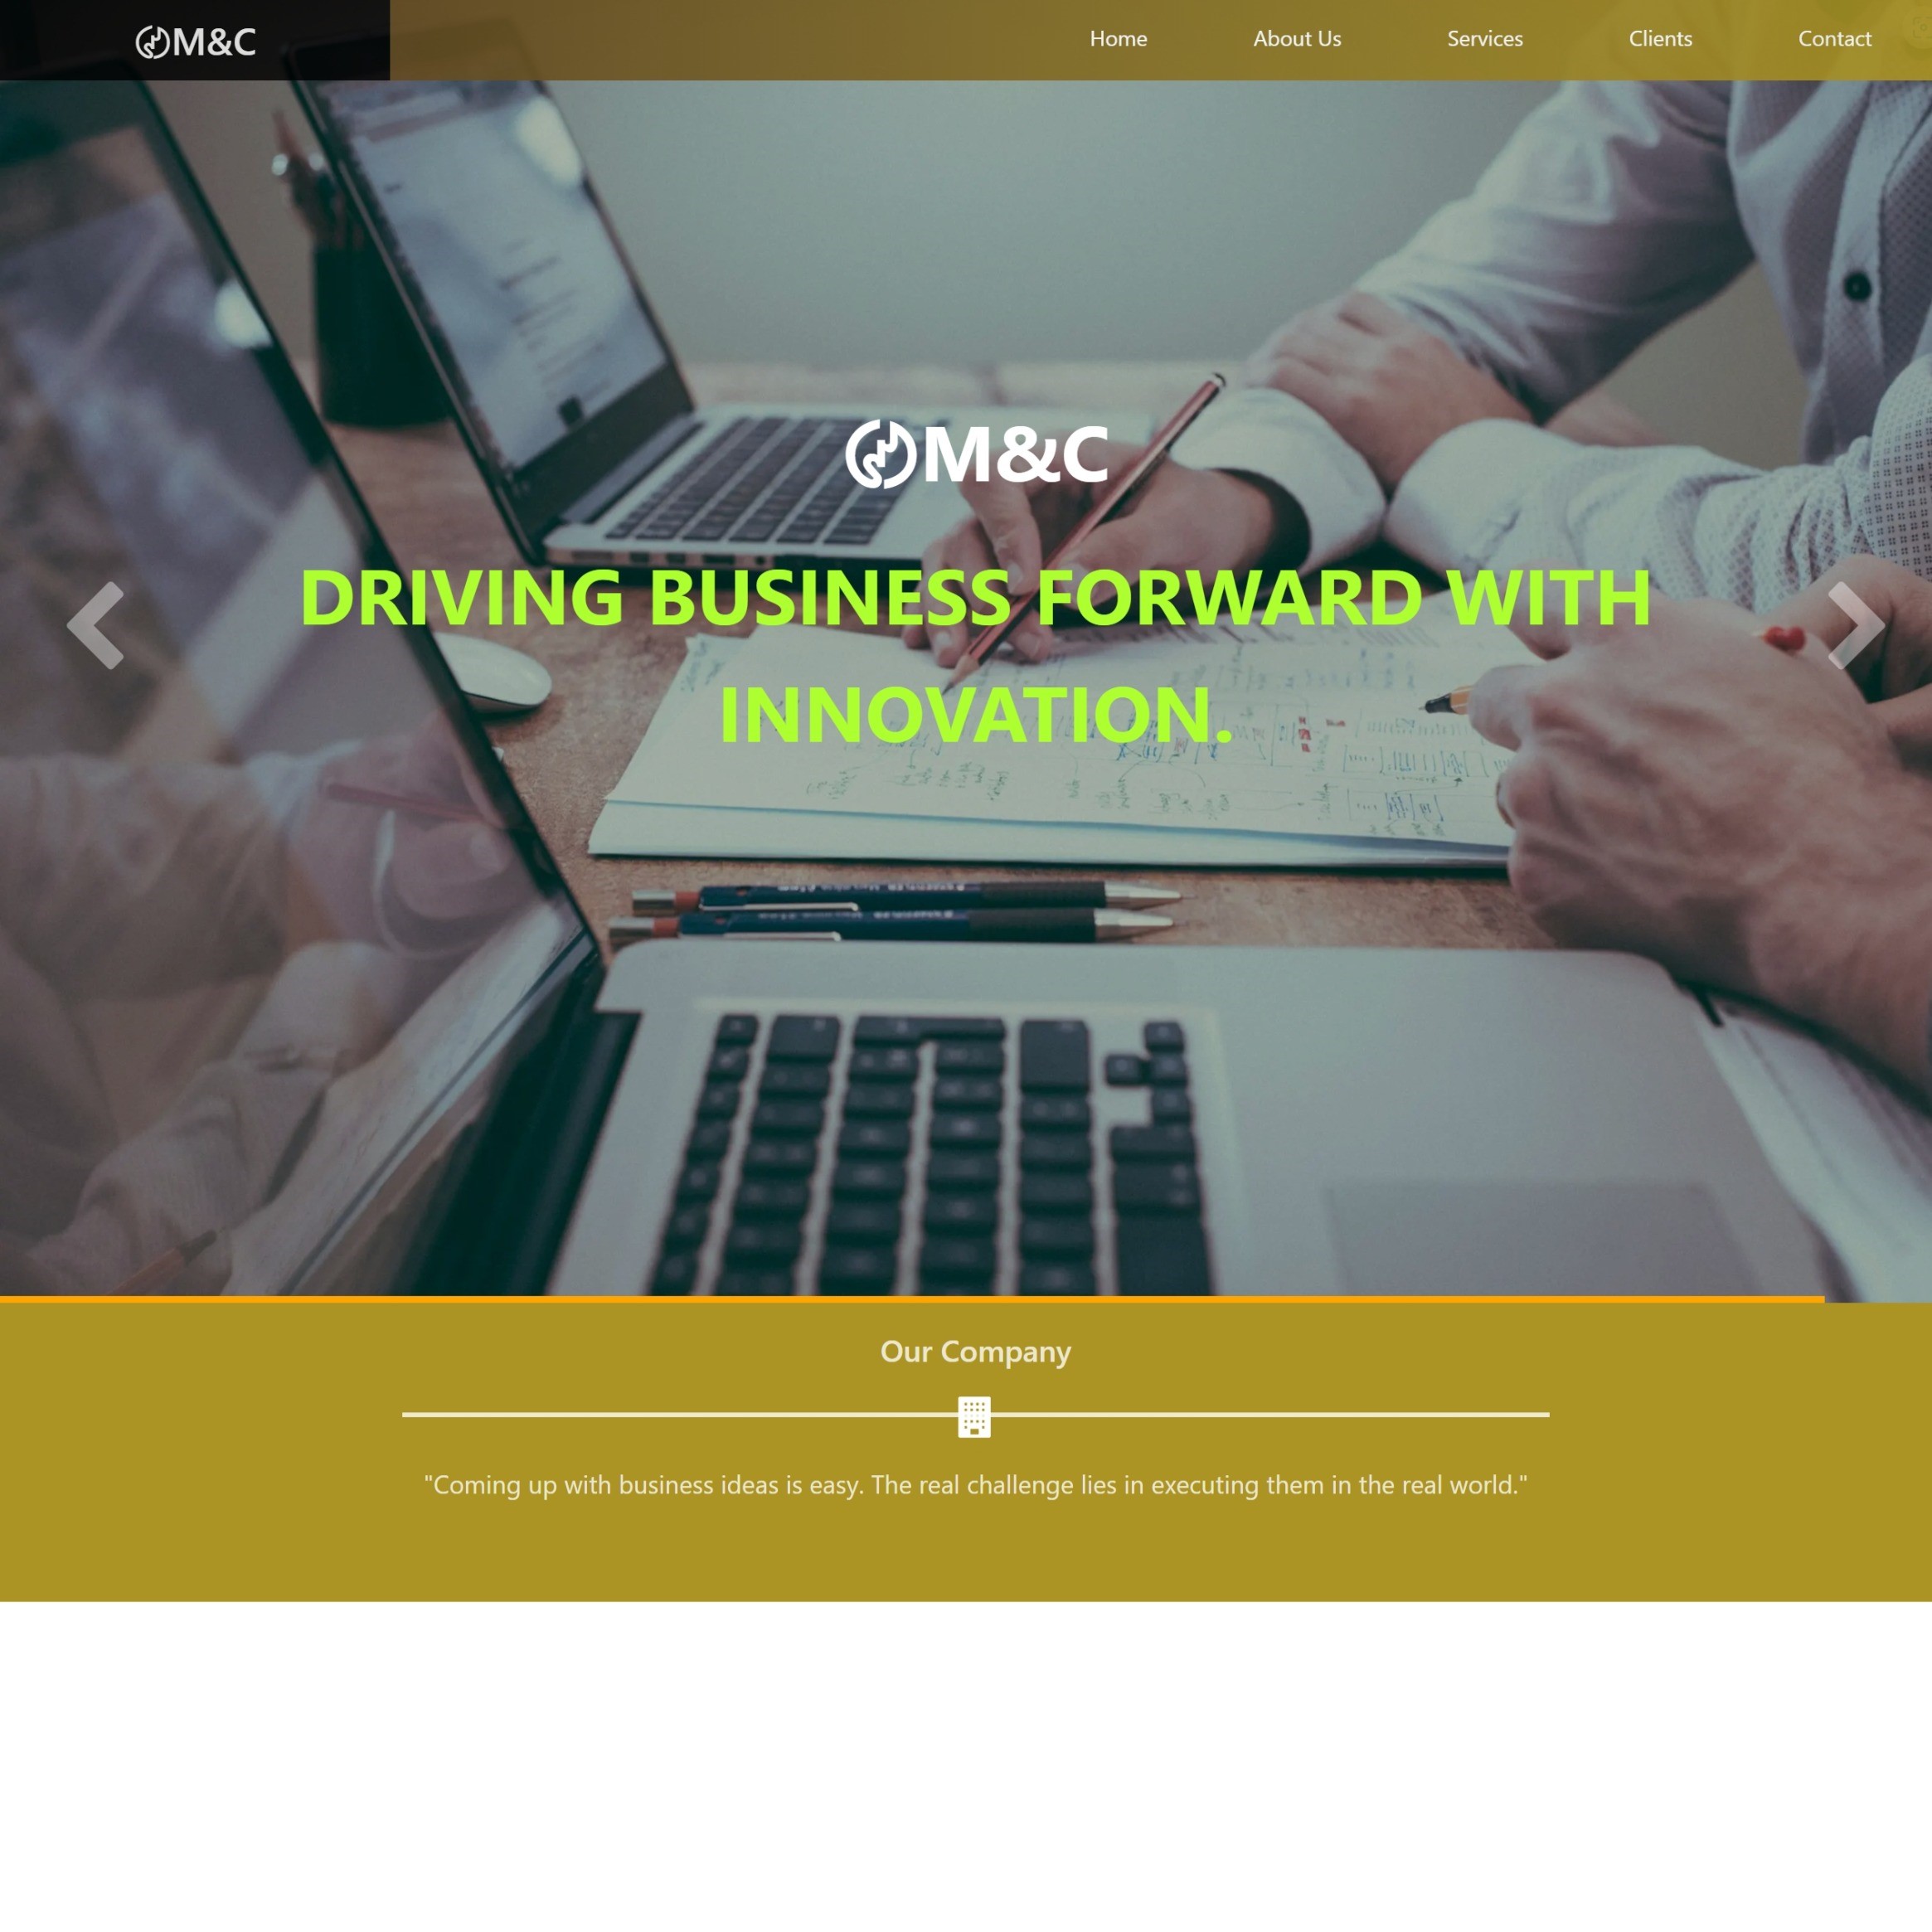 M&C
Home
About Us
Services
Clients
Contact
M&C
DRIVING BUSINESS FORWARD WITH
INNOVATION.
Our Company
"Coming up with business ideas is easy. The real challenge lies in executing them in the real world."